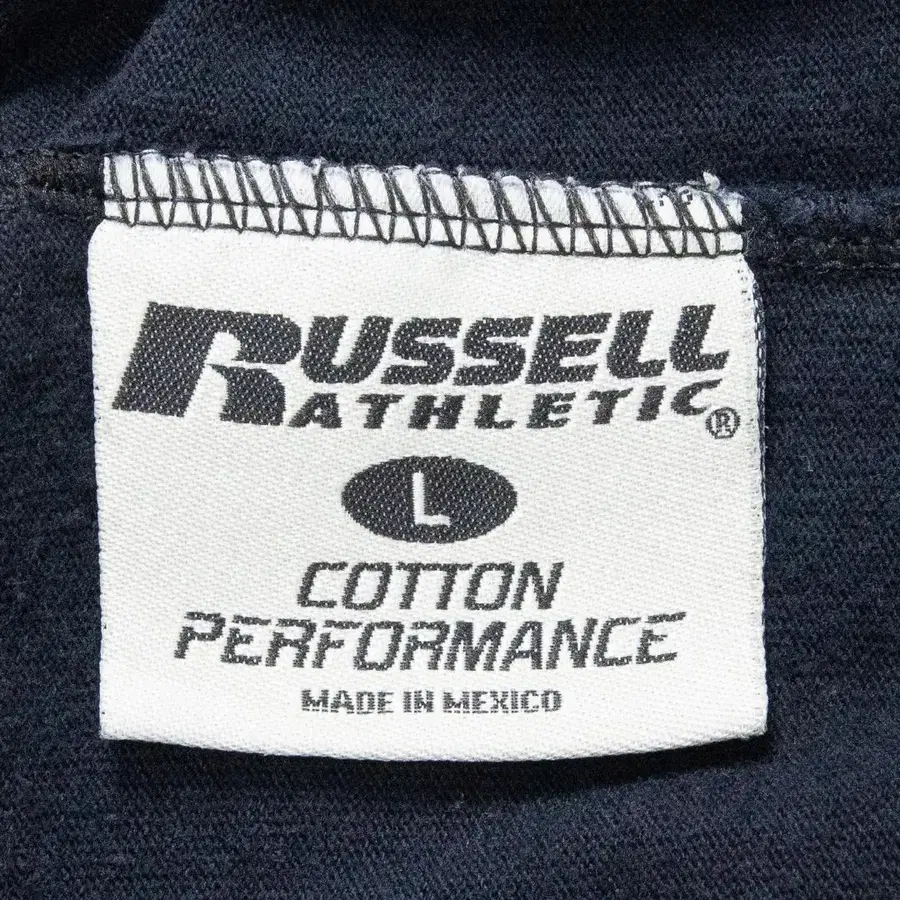 RUSSELL
ATHLETIC®
L
COTTON
PERFORMANCE
MADE IN MEXICO